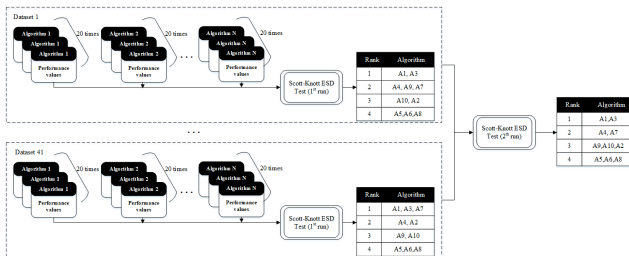 Dataset 1
Algorithm 1
Algorithm 1
Algorithm 1
Performance values
20 times
Algorithm 2
Algorithm 2
Algorithm 2
Performance values
20 times
...
Algorithm N
Algorithm N
Algorithm N
Performance values
20 times
Scott-Knott ESD
Test (1st run)
Rank Algorithm
1 A1, A3
2 A4, A9, A7
3 A10, A2
4 A5,A6,A8
...
Dataset 41
Algorithm 1
Algorithm 1
Algorithm 1
Performance values
20 times
Algorithm 2
Algorithm 2
Algorithm 2
Performance values
20 times
...
Algorithm N
Algorithm N
Algorithm N
Performance values
20 times
Scott-Knott ESD
Test (1st run)
Rank Algorithm
1 A1, A3, A7
2 A4, A2
3 A9, A10
4 A5,A6,A8
Scott-Knott ESD
Test (2th run)
Rank Algorithm
1 A1,A3
2 A4, A7
3 A9,A10,A2
4 A5,A6,A8